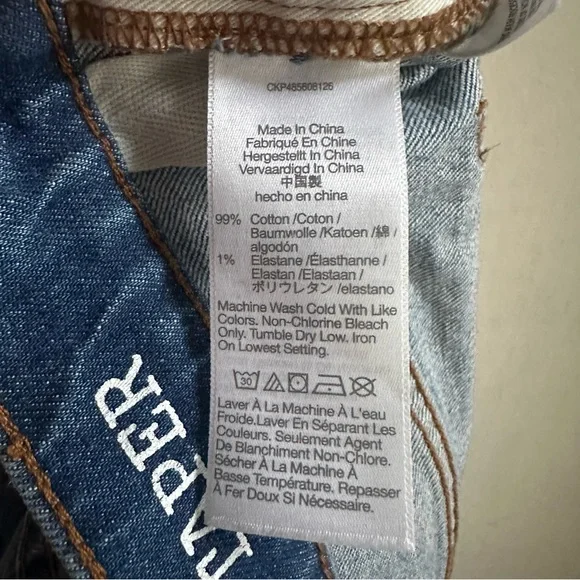 CKP485808126
Made In China
Fabriqué En Chine
Hergestellt In China
Vervaardigd In China
中国製
hecho en china
99% Cotton /Coton /
Baumwolle /Katoen /綿 /
algodón
1% Elastane /Élasthanne /
Elastan /Elastaan /
ポリウレタン /elastano
Machine Wash Cold With Like
Colors. Non-Chlorine Bleach
Only. Tumble Dry Low. Iron
On Lowest Setting.
30
Laver À La Machine À L'eau
Froide.Laver En Séparant Les
Couleurs. Seulement Agent
De Blanchiment Non-Chlore.
Sécher À La Machine À
Basse Température. Repasser
À Fer Doux Si Nécessaire.
TAPER